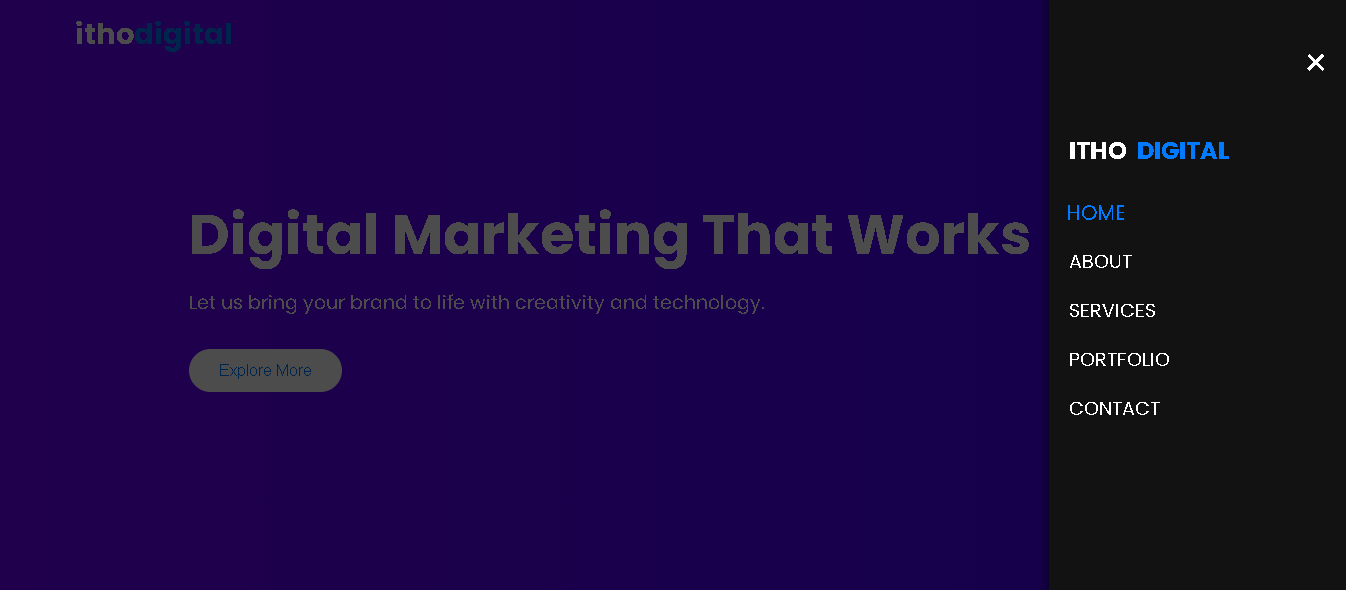 ithodigital
Digital Marketing That Works
Let us bring your brand to life with creativity and technology.
Explore More
ITHO DIGITAL
HOME
ABOUT
SERVICES
PORTFOLIO
CONTACT